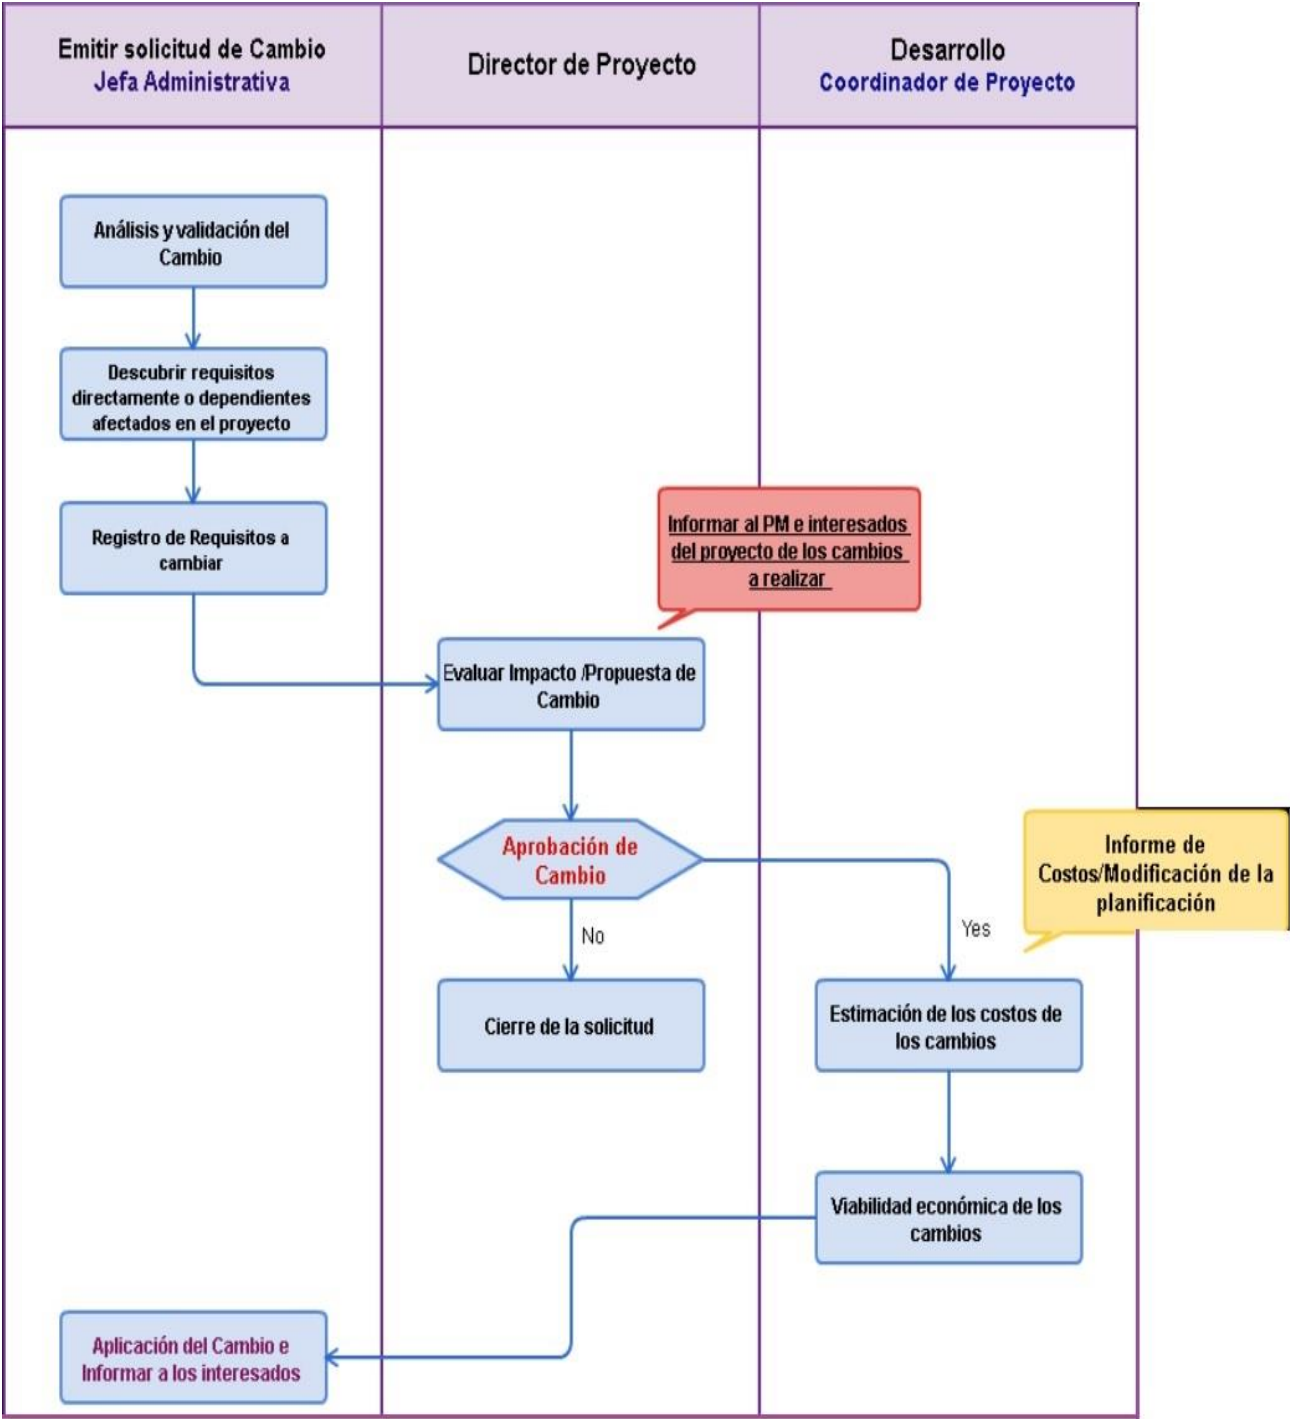 Emitir solicitud de Cambio
Jefa Administrativa
Director de Proyecto
Desarrollo
Coordinador de Proyecto
Análisis y validación del
Cambio
Descubrir requisitos
directamente o dependientes
afectados en el proyecto
Registro de Requisitos a
cambiar
Informar al PM e interesados
del proyecto de los cambios
a realizar
Evaluar Impacto /Propuesta de
Cambio
Aprobación de
Cambio
No
Yes
Informe de
Costos/Modificación de la
planificación
Cierre de la solicitud
Estimación de los costos de
los cambios
Viabilidad económica de los
cambios
Aplicación del Cambio e
Informar a los interesados